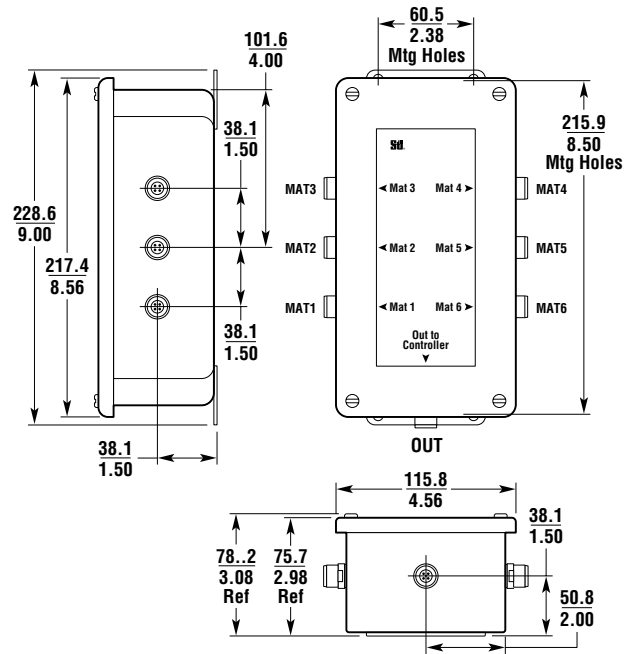 60.5
2.38
Mtg Holes
101.6
4.00
38.1
1.50
215.9
8.50
Mtg Holes
228.6
9.00
217.4
8.56
38.1
1.50
38.1
1.50
MAT3
MAT2
MAT1
Mat 3 Mat 4
Mat 2 Mat 5
Mat 1 Mat 6
Out to
Controller
MAT4
MAT5
MAT6
OUT
115.8
4.56
78..2
3.08
Ref
75.7
2.98
Ref
38.1
1.50
50.8
2.00